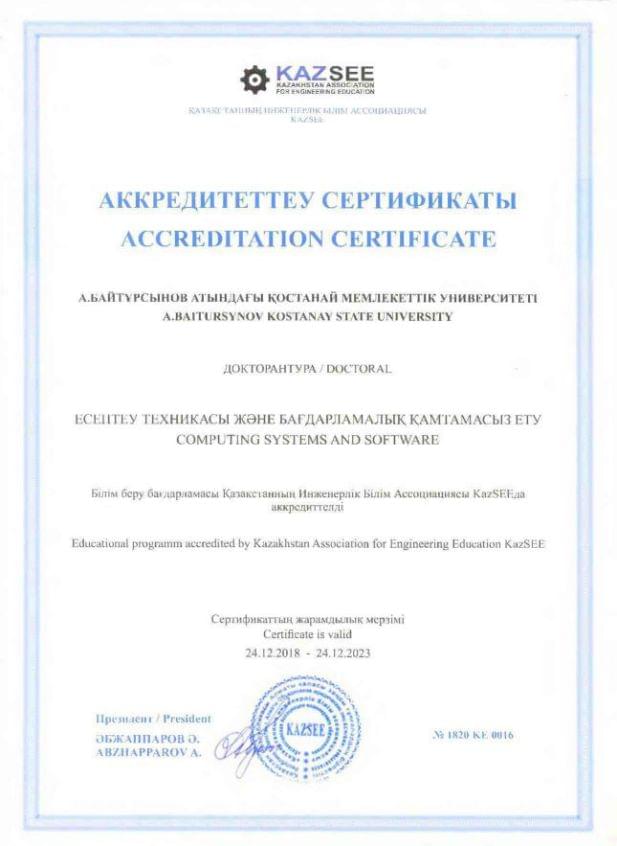 KAZSEE
KAZAKHSTAN ASSOCIATION
FOR ENGINEERING EDUCATION
ҚАЗАҚСТАННЫҢ ИНЖЕНЕРЛІК БІЛІМ АССОЦИАЦИЯСЫ
KAZSEE
АККРЕДИТЕТТЕУ СЕРТИФИКАТЫ
ACCREDITATION CERTIFICATE
А.БАЙТҰРСЫНОВ АТЫНДАҒЫ ҚОСТАНАЙ МЕМЛЕКЕТТІК УНИВЕРСИТЕТІ
A.BAITURSYNOV KOSTANAY STATE UNIVERSITY
ДОКТОРАНТУРА / DOCTORAL
ЕСЕПТЕУ ТЕХНИКАСЫ ЖӘНЕ БАҒДАРЛАМАЛЫҚ ҚАМТАМАСЫЗ ЕТУ
COMPUTING SYSTEMS AND SOFTWARE
Білім беру бағдарламасы Қазақстанның Инженерлік Білім Ассоциациясы KazSEEда
аккредиттелді
Educational programm accredited by Kazakhstan Association for Engineering Education KazSEE
Сертификаттың жарамдылық мерзімі
Certificate is valid
24.12.2018 - 24.12.2023
Президент / President
ӘБЖАППАРОВ Ә.
ABZHAPPAROV A.
KAZSEE
№ 1820 KE 0016